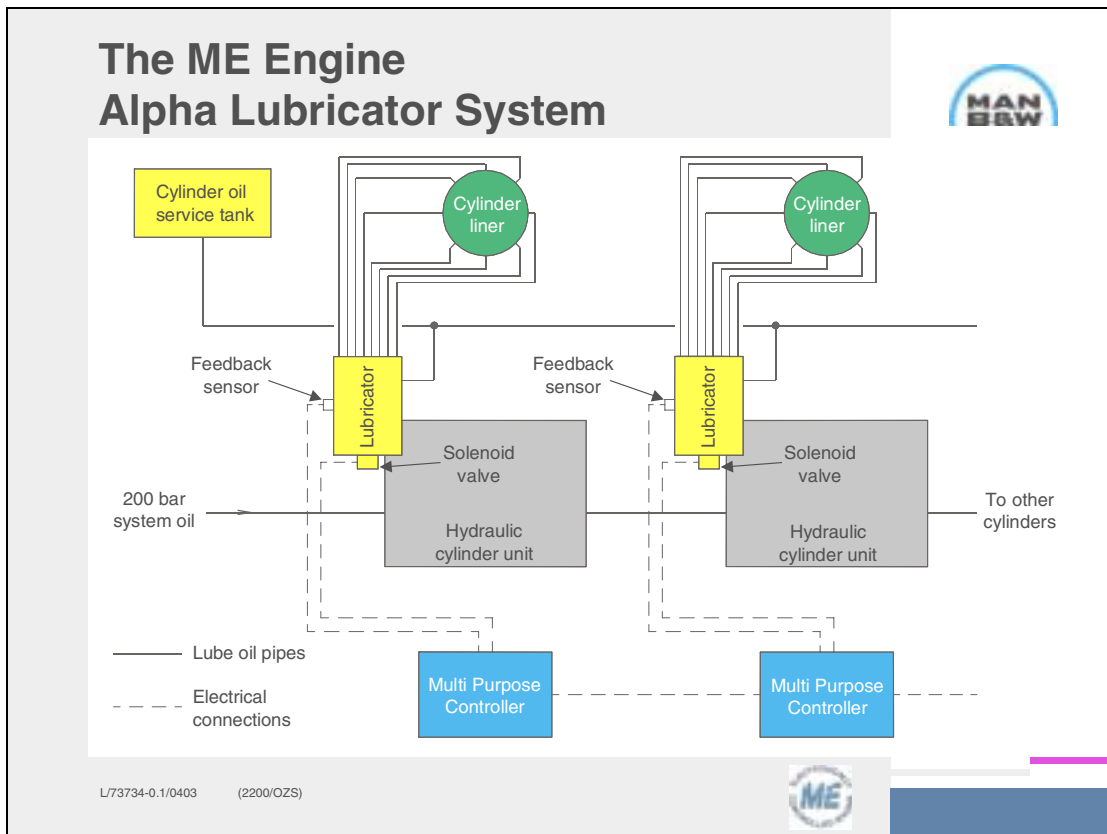 The ME Engine
Alpha Lubricator System
MAN
B&W
Cylinder oil
service tank
Cylinder
liner
Cylinder
liner
Feedback
sensor
Lubricator
Feedback
sensor
Lubricator
Solenoid
valve
Solenoid
valve
200 bar
system oil
Hydraulic
cylinder unit
Hydraulic
cylinder unit
To other
cylinders
Lube oil pipes
Multi Purpose
Controller
Multi Purpose
Controller
Electrical
connections
L/73734-0.1/0403 (2200/OZS)
ME